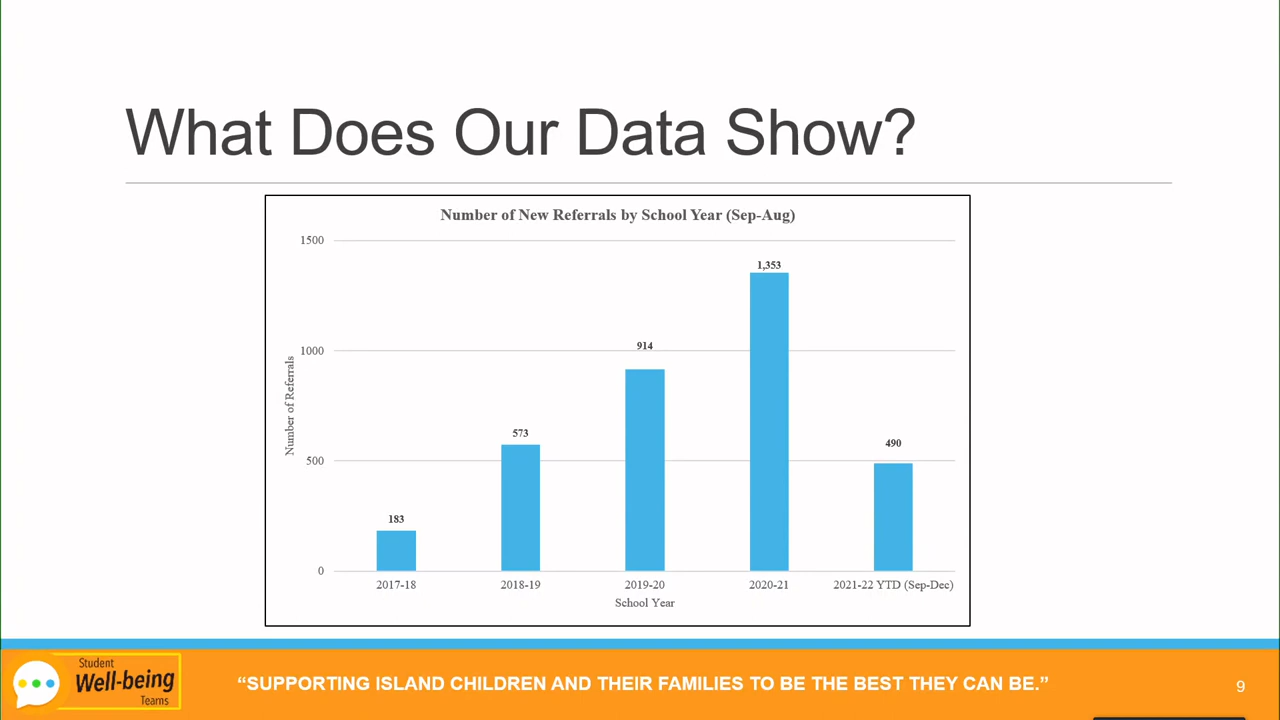 What Does Our Data Show?
Number of New Referrals by School Year (Sep-Aug)
1500
1000
500
0
Number of Referrals
183
573
914
1,353
490
2017-18
2018-19
2019-20
2020-21
2021-22 YTD (Sep-Dec)
School Year
Student
Well-being
Teams
“SUPPORTING ISLAND CHILDREN AND THEIR FAMILIES TO BE THE BEST THEY CAN BE.”
9